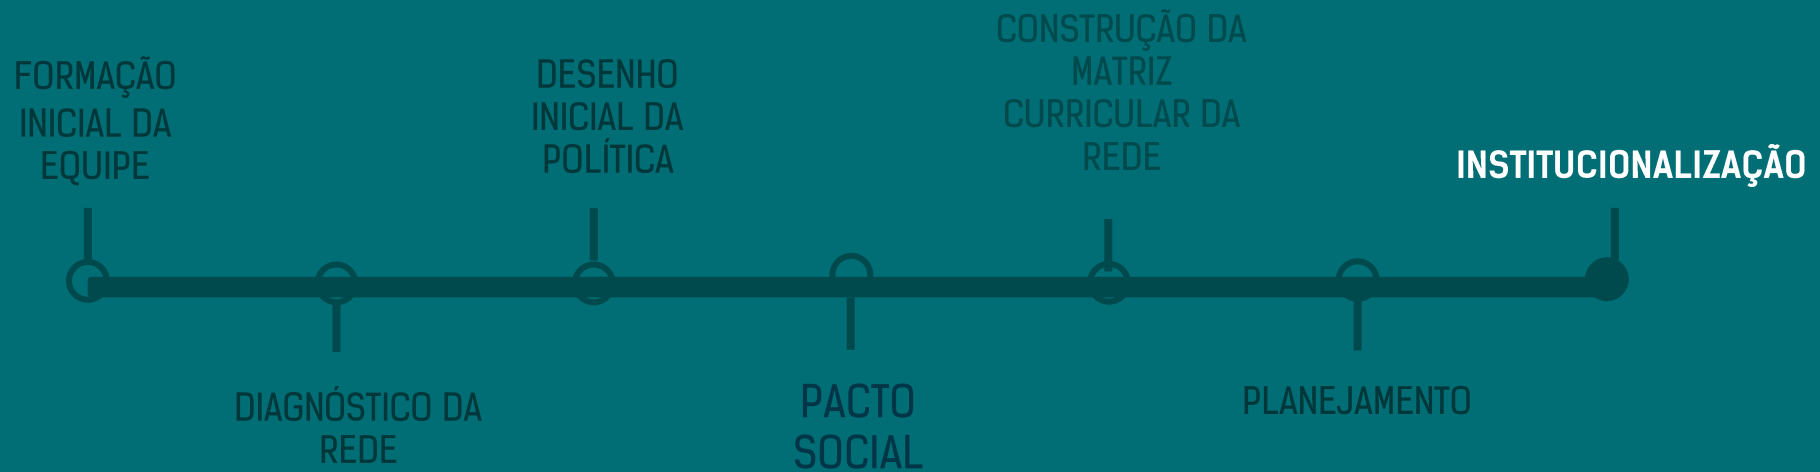 FORMAÇÃO
INICIAL DA
EQUIPE
DIAGNÓSTICO DA
REDE
DESENHO
INICIAL DA
POLÍTICA
PACTO
SOCIAL
CONSTRUÇÃO DA
MATRIZ
CURRICULAR DA
REDE
PLANEJAMENTO
INSTITUCIONALIZAÇÃO